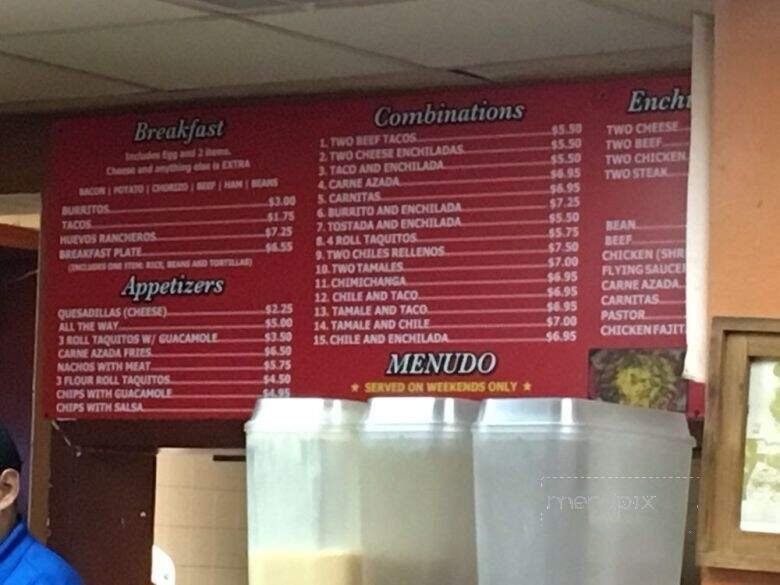 Breakfast
Includes Egg and 2 items.
Cheese and anything else is EXTRA
BACON | POTATO | CHORIZO | BEEF | HAM | BEANS
BURRITOS $3.00
TACOS $1.75
HUEVOS RANCHEROS $7.25
BREAKFAST PLATE $6.55
(INCLUDES ONE ITEM: RICE, BEANS AND TORTILLAS)
Appetizers
QUESADILLAS (CHEESE) $2.25
ALL THE WAY $5.00
3 ROLL TAQUITOS W/ GUACAMOLE $3.50
CARNE AZADA FRIES $6.50
NACHOS WITH MEAT $5.75
3 FLOUR ROLL TAQUITOS $4.50
CHIPS WITH GUACAMOLE $4.95
CHIPS WITH SALSA
Combinations
1. TWO BEEF TACOS $5.50
2. TWO CHEESE ENCHILADAS $5.50
3. TACO AND ENCHILADA $5.50
4. CARNE AZADA $6.95
5. CARNITAS $6.95
6. BURRITO AND ENCHILADA $7.25
7. TOSTADA AND ENCHILADA $5.50
8. 4 ROLL TAQUITOS $5.75
9. TWO CHILES RELLENOS $7.50
10. TWO TAMALES $7.00
11. CHIMICHANGA $6.95
12. CHILE AND TACO $6.95
13. TAMALE AND TACO $6.95
14. TAMALE AND CHILE $7.00
15. CHILE AND ENCHILADA $6.95
MENUDO
★ SERVED ON WEEKENDS ONLY ★
Enchi
TWO CHEESE
TWO BEEF
TWO CHICKEN
TWO STEAK
BEAN
BEEF
CHICKEN (SHR
FLYING SAUCE
CARNE AZADA
CARNITAS
PASTOR
CHICKEN FAJIT
menupix